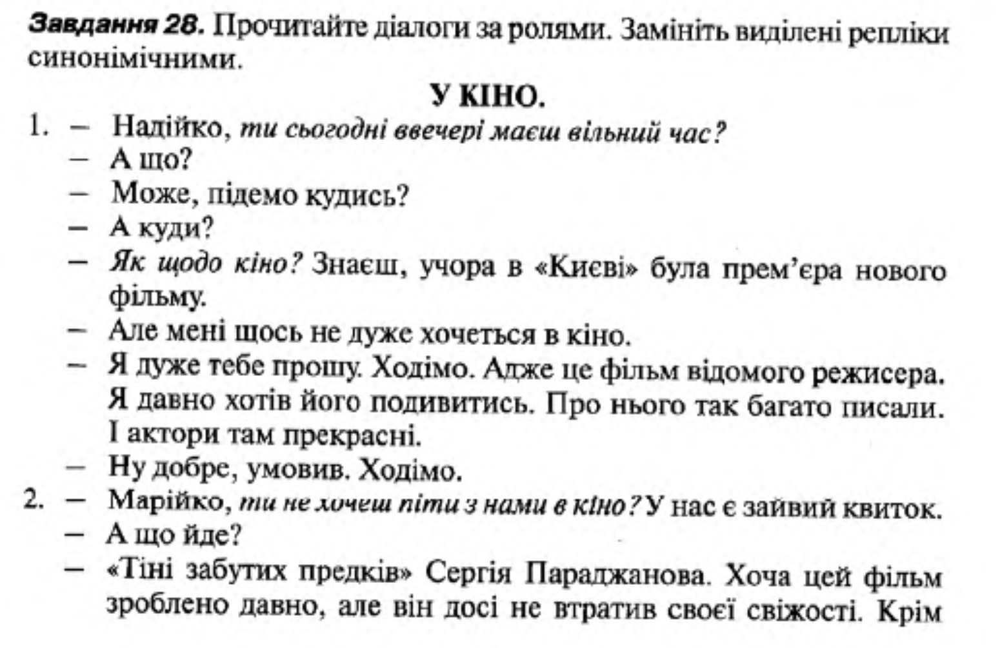 Завдання 28. Прочитайте діалоги за ролями. Замініть виділені репліки
синонімічними.
У КІНО.
1. – Надійко, ти сьогодні ввечері маєш вільний час?
– А що?
– Може, підемо кудись?
– А куди?
– Як щодо кіно? Знаєш, учора в «Києві» була прем’єра нового
фільму.
– Але мені щось не дуже хочеться в кіно.
– Я дуже тебе прошу. Ходімо. Адже це фільм відомого режисера.
Я давно хотів його подивитись. Про нього так багато писали.
І актори там прекрасні.
– Ну добре, умовив. Ходімо.
2. – Марійко, ти не хочеш піти з нами в кіно? У нас є зайвий квиток.
– А що йде?
– «Тіні забутих предків» Сергія Параджанова. Хоча цей фільм
зроблено давно, але він досі не втратив своєї свіжості. Крім